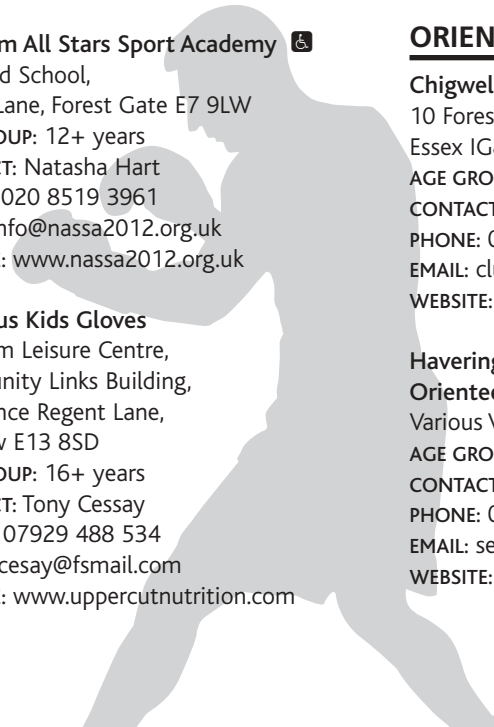 m All Stars Sport Academy
d School,
Lane, Forest Gate E7 9LW
OUP: 12+ years
CT: Natasha Hart
020 8519 3961
nfo@nassa2012.org.uk
: www.nassa2012.org.uk
us Kids Gloves
m Leisure Centre,
unity Links Building,
nce Regent Lane,
w E13 8SD
OUP: 16+ years
CT: Tony Cessay
07929 488 534
cesay@fsmail.com
: www.uppercutnutrition.com
ORIEN
Chigwel
10 Fores
Essex IG
AGE GRO
CONTACT
PHONE: 0
EMAIL: cl
WEBSITE:
Havering
Oriente
Various V
AGE GRO
CONTACT
PHONE: 0
EMAIL: se
WEBSITE: